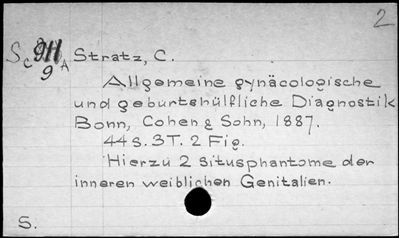 2
Sc 911 Stratz, C.
9 A
Allgemeine gynäcologische
und geburtshülfliche Diagnostik
Bonn, Cohen & Sohn, 1887.
44 S. 3 T. 2 Fig.
Hierzu 2 Situsphantome der
inneren weiblichen Genitalien.
S.